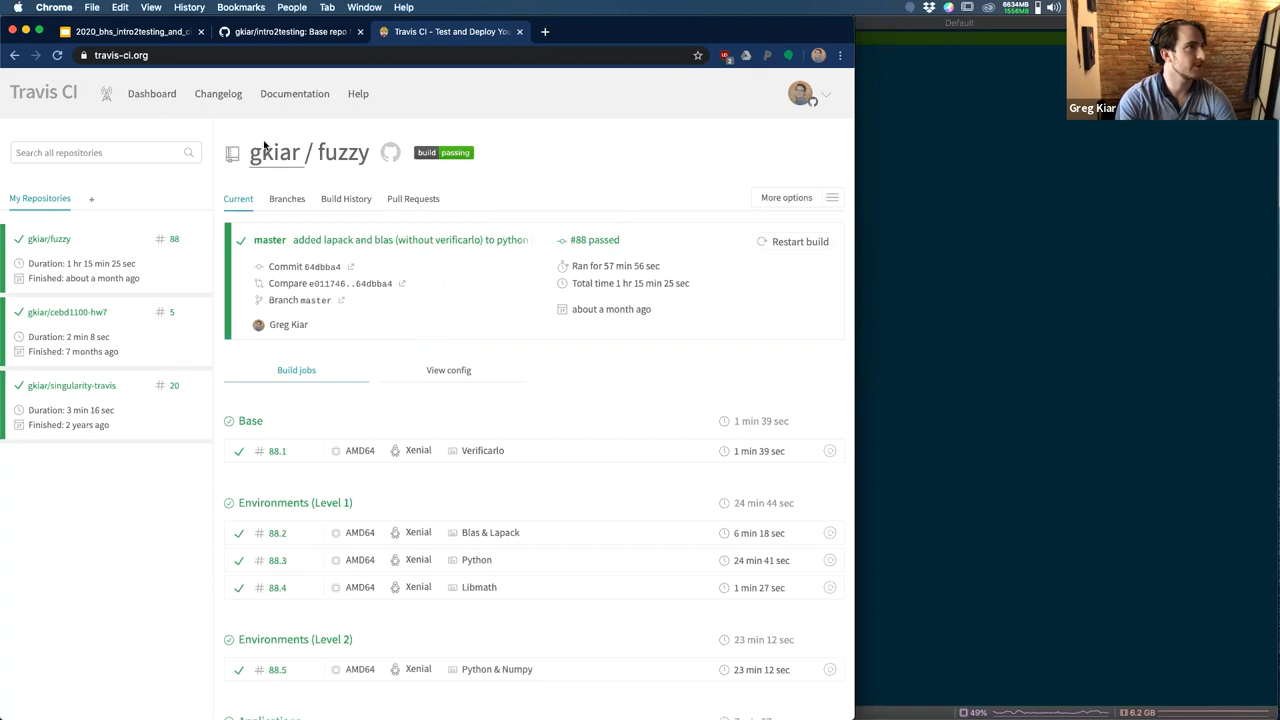 Chrome File Edit View History Bookmarks People Tab Window Help
6634MB
1556MB
2020_bhs_intro2testing_and_c
gkiar/intro2testing: Base repo
Travis CI - Test and Deploy You
Default
travis-ci.org
2
Travis CI
Dashboard Changelog Documentation Help
Greg Kiar
Search all repositories
gkiar / fuzzy
build passing
My Repositories +
Current Branches Build History Pull Requests
More options
gkiar/fuzzy # 88
Duration: 1 hr 15 min 25 sec
Finished: about a month ago
gkiar/cebd1100-hw7 # 5
Duration: 2 min 8 sec
Finished: 7 months ago
gkiar/singularity-travis # 20
Duration: 3 min 16 sec
Finished: 2 years ago
master added lapack and blas (without verificarlo) to python
#88 passed
Restart build
Commit 64dbba4
Ran for 57 min 56 sec
Compare e011746..64dbba4
Total time 1 hr 15 min 25 sec
Branch master
about a month ago
Greg Kiar
Build jobs View config
Base 1 min 39 sec
# 88.1 AMD64 Xenial Verificarlo 1 min 39 sec
Environments (Level 1) 24 min 44 sec
# 88.2 AMD64 Xenial Blas & Lapack 6 min 18 sec
# 88.3 AMD64 Xenial Python 24 min 41 sec
# 88.4 AMD64 Xenial Libmath 1 min 27 sec
Environments (Level 2) 23 min 12 sec
# 88.5 AMD64 Xenial Python & Numpy 23 min 12 sec
49% 6.2 GB